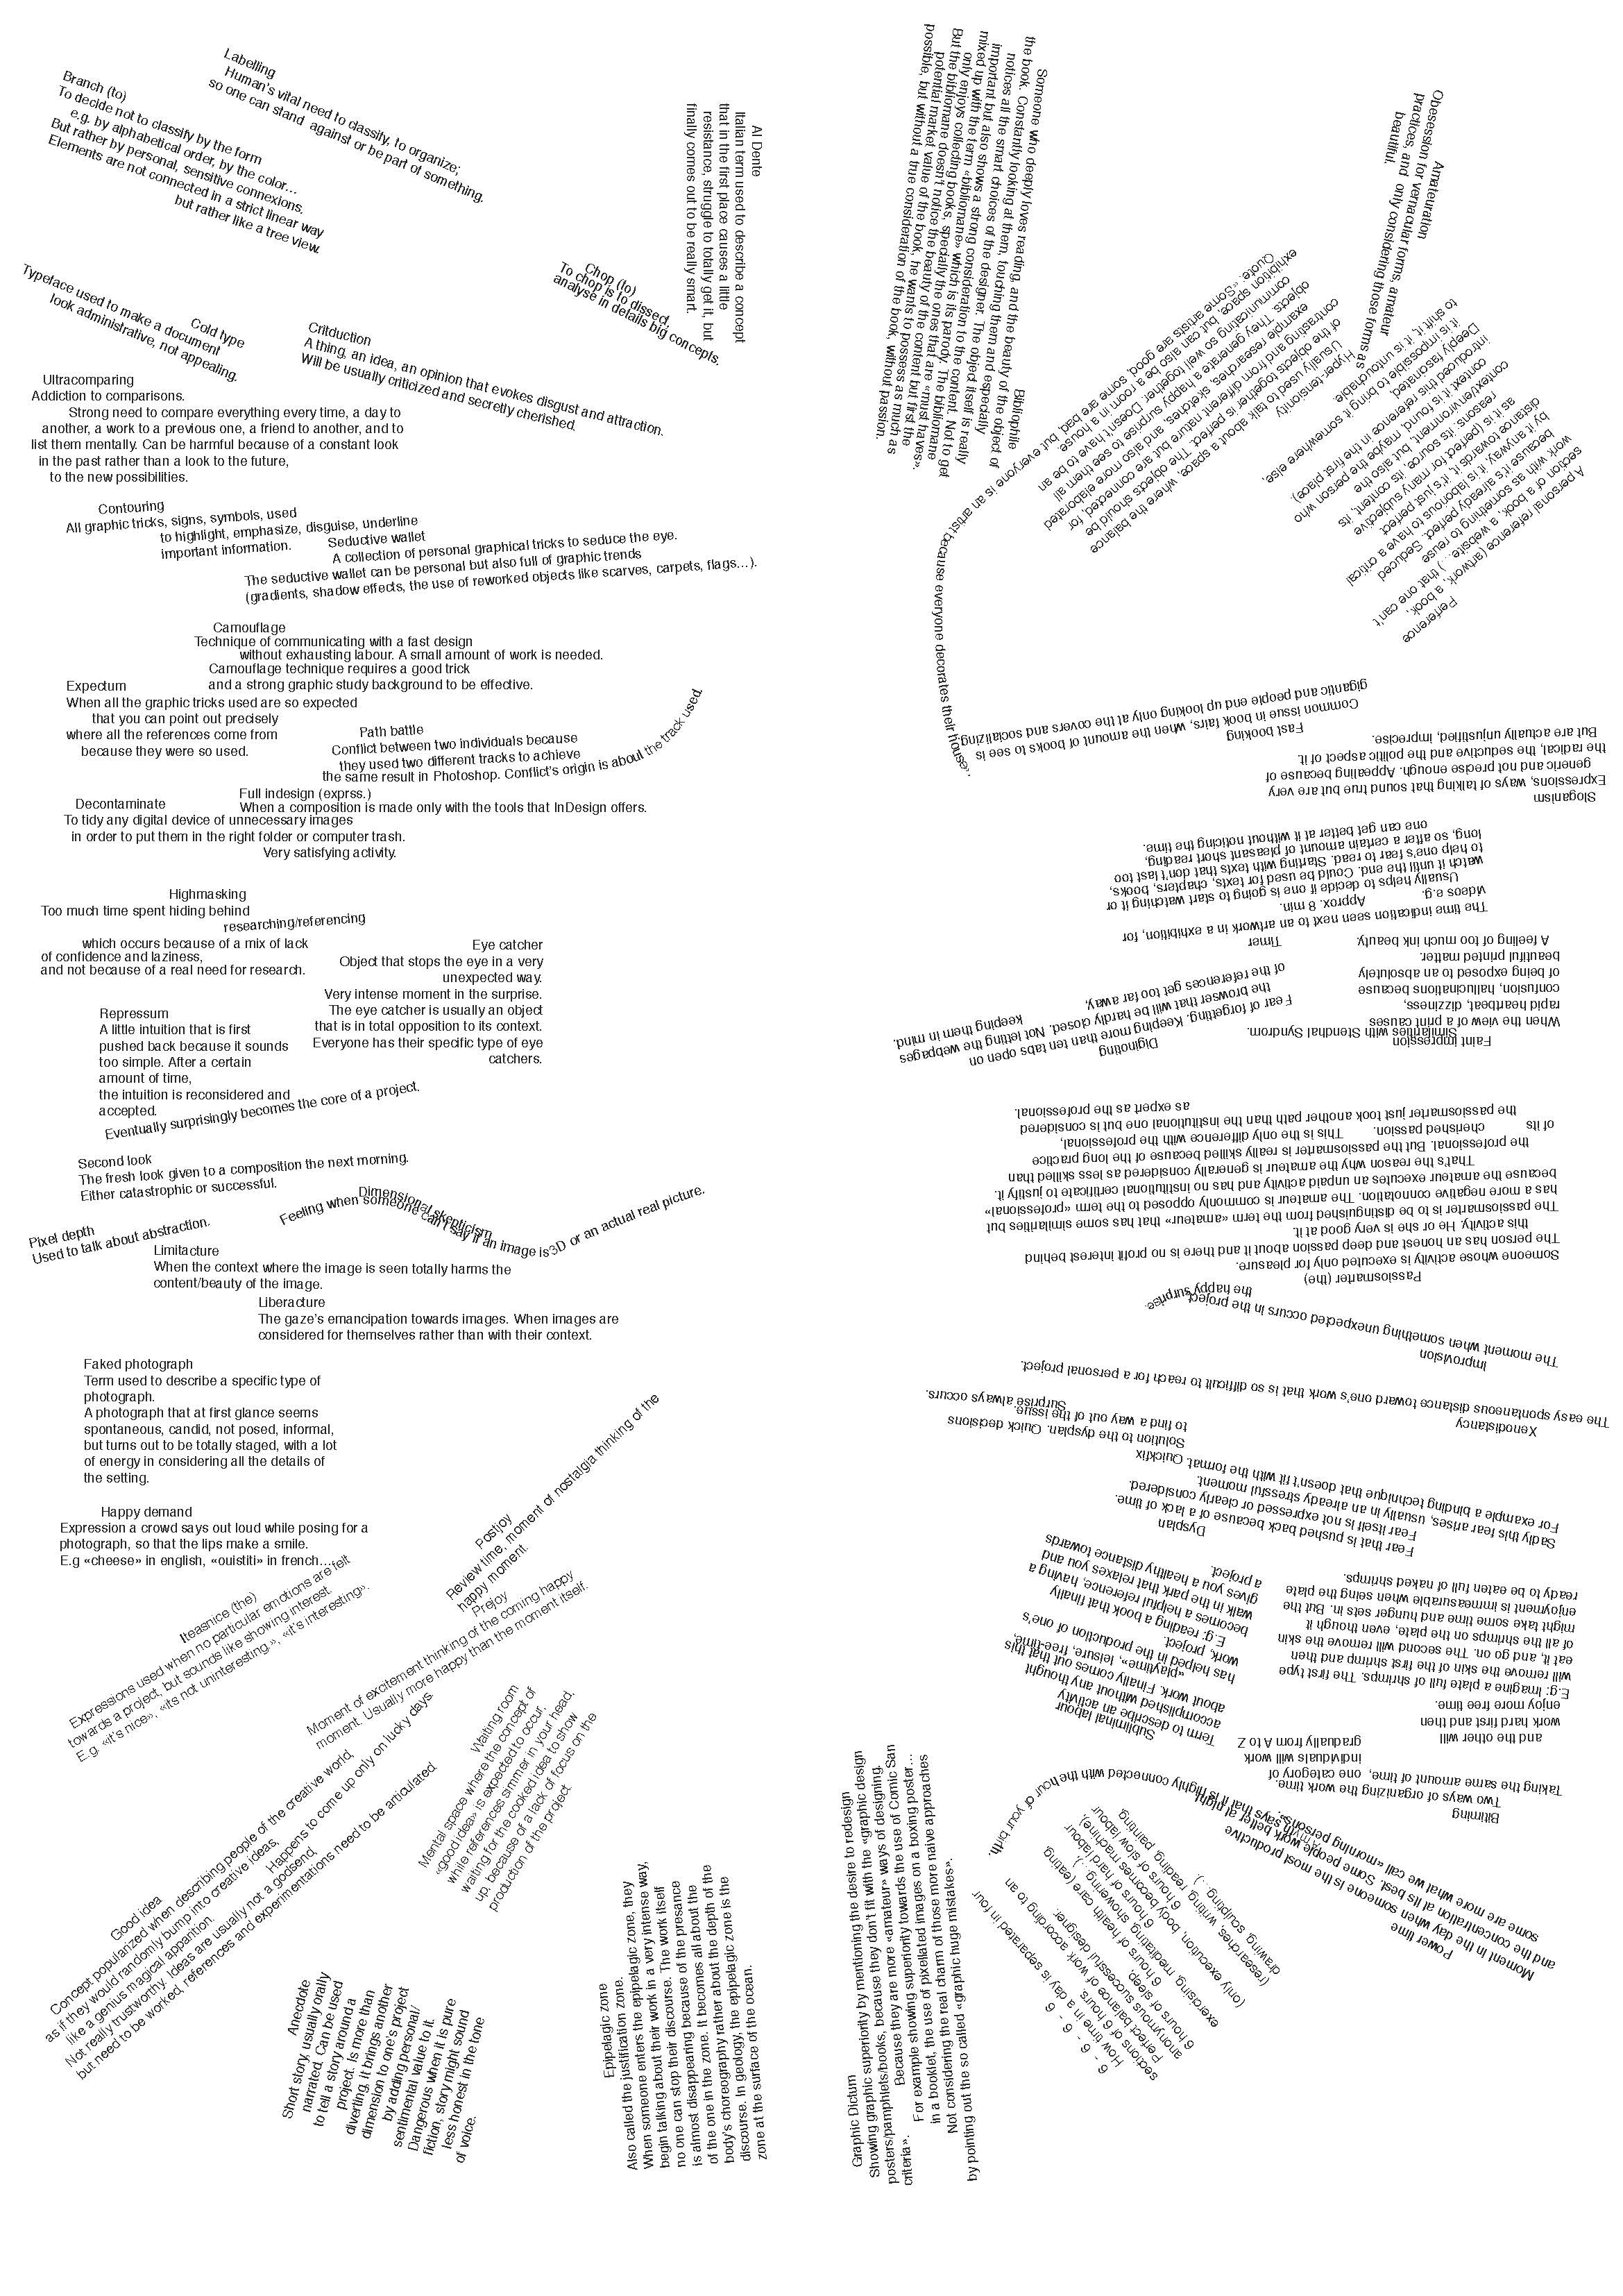 Labelling
Human's vital need to classify, to organize;
so one can stand against or be part of something.
Branch (to)
To decide not to classify by the form
e.g. by alphabetical order, by the color...
But rather by personal, sensitive connexions.
Elements are not connected in a strict linear way
but rather like a tree view.
Al Dente
Italian term used to describe a concept
that in the first place causes a little
resistance, struggle to totally get it, but
finally comes out to be really smart.
Chop (to)
To chop is to dissed,
analyse in details big concepts.
Cold type
Typeface used to make a document
look administrative, not appealing.
Critduction
A thing, an idea, an opinion that evokes disgust and attraction.
Will be usually criticized and secretly cherished.
Ultracomparing
Addiction to comparisons.
Strong need to compare everything every time, a day to
another, a work to a previous one, a friend to another, and to
list them mentally. Can be harmful because of a constant look
in the past rather than a look to the future,
to the new possibilities.
Contouring
All graphic tricks, signs, symbols, used
to highlight, emphasize, disguise, underline
important information.
Seductive wallet
A collection of personal graphical tricks to seduce the eye.
The seductive wallet can be personal but also full of graphic trends
(gradients, shadow effects, the use of reworked objects like scarves, carpets, flags...).
Camouflage
Technique of communicating with a fast design
without exhausting labour. A small amount of work is needed.
Camouflage technique requires a good trick
and a strong graphic study background to be effective.
Expectum
When all the graphic tricks used are so expected
that you can point out precisely
where all the references come from
because they were so used.
Path battle
Conflict between two individuals because
they used two different tracks to achieve
the same result in Photoshop. Conflict's origin is about the track used.
Full indesign (exprss.)
When a composition is made only with the tools that InDesign offers.
Decontaminate
To tidy any digital device of unnecessary images
in order to put them in the right folder or computer trash.
Very satisfying activity.
Highmasking
Too much time spent hiding behind
researching/referencing
which occurs because of a mix of lack
of confidence and laziness,
and not because of a real need for research.
Eye catcher
Object that stops the eye in a very
unexpected way.
Very intense moment in the surprise.
The eye catcher is usually an object
that is in total opposition to its context.
Everyone has their specific type of eye
catchers.
Repressum
A little intuition that is first
pushed back because it sounds
too simple. After a certain
amount of time,
the intuition is reconsidered and
accepted.
Eventually surprisingly becomes the core of a project.
Second look
The fresh look given to a composition the next morning.
Either catastrophic or successful.
Dimensional skepticism
Feeling when someone can't say if an image is 3D or an actual real picture.
Pixel depth
Used to talk about abstraction.
Limitacture
When the context where the image is seen totally harms the
content/beauty of the image.
Liberacture
The gaze's emancipation towards images. When images are
considered for themselves rather than with their context.
Faked photograph
Term used to describe a specific type of
photograph.
A photograph that at first glance seems
spontaneous, candid, not posed, informal,
but turns out to be totally staged, with a lot
of energy in considering all the details of
the setting.
Happy demand
Expression a crowd says out loud while posing for a
photograph, so that the lips make a smile.
E.g «cheese» in english, «ouistiti» in french...
Iteasnice (the)
Expressions used when no particular emotions are felt
towards a project, but sounds like showing interest.
E.g. «it's nice», «its not uninteresting.», «it's interesting».
Postjoy
Review time, moment of nostalgia thinking of the
happy moment.
Prejoy
Moment of excitement thinking of the coming happy
moment. Usually more happy than the moment itself.
Good idea
Concept popularized when describing people of the creative world,
as if they would randomly bump into creative ideas,
like a genius magical apparition. Happens to come up only on lucky days.
Not really trustworthy. Ideas are usually not a godsend,
but need to be worked, references and experimentations need to be articulated.
Waiting room
Mental space where the concept of
«good idea» is expected to occur,
while references simmer in your head,
waiting for the cooked idea to show
up, because of a lack of focus on the
production of the project.
Anecdote
Short story, usually orally
narrated. Can be used
to tell a story around a
project. Is more than
diverting, it brings another
dimension to one's project
by adding personal/
sentimental value to it.
Dangerous when it is pure
fiction, story might sound
less honest in the tone
of voice.
Epipelagic zone
Also called the justification zone.
When someone enters the epipelagic zone, they
begin talking about their work in a very intense way,
no one can stop their discourse. The work itself
is almost disappearing because of the presance
of the one in the zone. It becomes all about the
body's choreography rather about the depth of the
discourse. In geology, the epipelagic zone is the
zone at the surface of the ocean.
Bibliophile
Someone who deeply loves reading, and the beauty of the object of
the book. Constantly looking at them, touching them and especially
notices all the smart choices of the designer. The object itself is really
important but also shows a strong consideration to the content. Not to get
mixed up with the term «bibliomane» which is its parody. The bibliomane
only enjoys collecting books, specially the ones that are «must haves».
But the bibliomane doesn't notice the beauty of the content but first the
potential market value of the book, he wants to possess as much as
possible, but without a true consideration of the book, without passion.
Amateuration
Obesession for vernacular forms, amateur
practices, and only considering those forms as
beautiful.
Hyper-tensiority
Usually used to talk about a space, where the balance
of the objects together is perfect. The objects should be
contrasting and from different nature but are connected, for
example researches, sketches, and also more elaborated
objects. They generate a happy surprise to see them all
communicating so well together. Doesn't have to be an
exhibition space, but can also be a room in a house.
Quote: «Some artists are good, some are bad, but everyone is an artist because everyone decorates their house».
Perference
A personal reference (artwork, a book,
section of a book, a website...) that one can't
work with as something to reuse
because it's already perfect. Seduced
by it anyway, it is laborious to have a critical
distance towards it, it's just perfect
as it is (perfect for many subjective
reasons: its source, its content, its
context/environment, but also the
context it is found, maybe the person who
introduced this reference in the first place)
Deeply fascinated,
it is impossible to bring it somewhere else,
to shift it, it is untouchable.
Fast booking
Common issue in book fairs, when the amount of books to see is
gigantic and people end up looking only at the covers and socializing.
Sloganism
Expressions, ways of talking that sound true but are very
generic and not precise enough. Appealing because of
the radical, the seductive and the politic aspect of it.
But are actually unjustified, imprecise.
Timer
The time indication seen next to an artwork in a exhibition, for
videos e.g. Approx. 8 min.
Usually helps to decide if one is going to start watching it or
watch it until the end. Could be used for texts, chapters, books,
to help one's fear to read. Starting with texts that don't last too
long, so after a certain amount of pleasant short reading,
one can get better at it without noticing the time.
Faint impression
Similarities with Stendhal Syndrom.
When the view of a print causes
rapid heartbeat, dizziness,
confusion, hallucinations because
of being exposed to an absolutely
beautiful printed matter.
A feeling of too much ink beauty.
Diginoting
Fear of forgetting. Keeping more than ten tabs open on
the browser that will be hardly closed. Not letting the webpages
of the references get too far away,
keeping them in mind.
Passiosmarter (the)
Someone whose activity is executed only for pleasure.
The person has an honest and deep passion about it and there is no profit interest behind
this activity. He or she is very good at it.
The passiosmarter is to be distinguished from the term «amateur» that has some similarities but
has a more negative connotation. The amateur is commonly opposed to the term «professional»
because the amateur executes an unpaid activity and has no institutional certificate to justify it.
That's the reason why the amateur is generally considered as less skilled than
the professional. But the passiosmarter is really skilled because of the long practice
of its cherished passion. This is the only difference with the professional,
the passiosmarter just took another path than the institutional one but is considered
as expert as the professional.
Improvision
The moment when something unexpected occurs in the project,
the happy surprise.
Xenodistancy
The easy spontaneous distance toward one's work that is so difficult to reach for a personal project.
Quickfix
Solution to the dysplan. Quick decisions
to find a way out of the issue.
Surprise always occurs.
Dysplan
Fear that is pushed back because of a lack of time.
Fear itself is not expressed or clearly considered.
Sadly this fear arises, usually in an already stressful moment.
For example a binding technique that doesn't fit with the format.
Subliminal labour
Term to describe an activity
accomplished without any thought
about work. Finally comes out that this
«playtime», leisure, free-time,
has helped in the production of one's
work, project.
E.g: reading a book that finally
becomes a helpful reference, having a
walk in the park that relaxes you and
gives you a healthy distance towards
a project.
Bitiming
Two ways of organizing the work time.
Taking the same amount of time, one category of
individuals will work
gradually from A to Z
and the other will
work hard first and then
enjoy more free time.
E.g: Imagine a plate full of shrimps. The first type
will remove the skin of the first shrimp and then
eat it, and go on. The second will remove the skin
of all the shrimps on the plate, even though it
might take some time and hunger sets in. But the
enjoyment is immeasurable when seing the plate
ready to be eaten full of naked shrimps.
Power time
Moment in the day when someone is the most productive
and the concentration at its best. Some people work better at night,
some are more what we call «morning persons».
says that it is highly connected with the hour of your birth.
6 - 6 - 6 - 6
How time in a day is separated in four
sections of 6 hours.
Perfect balance of work according to an
anonymous successful designer:
6 hours of sleep,
6 hours of health care (eating
exercising, meditating, showering...),
6 hours of hard labour
(only execution, body becomes machine),
6 hours of slow labour
(researches, writing, reading, painting
drawing, sculpting...)
Graphic Dictum
Showing graphic superiority by mentioning the desire to redesign
posters/pamphlets/books, because they don't fit with the «graphic design
criteria».
Because they are more «amateur» ways of designing.
For example showing superiority towards the use of Comic San
in a booklet, the use of pixellated images on a boxing poster...
Not considering the real charm of those more naive approaches
by pointing out the so called «graphic huge mistakes».